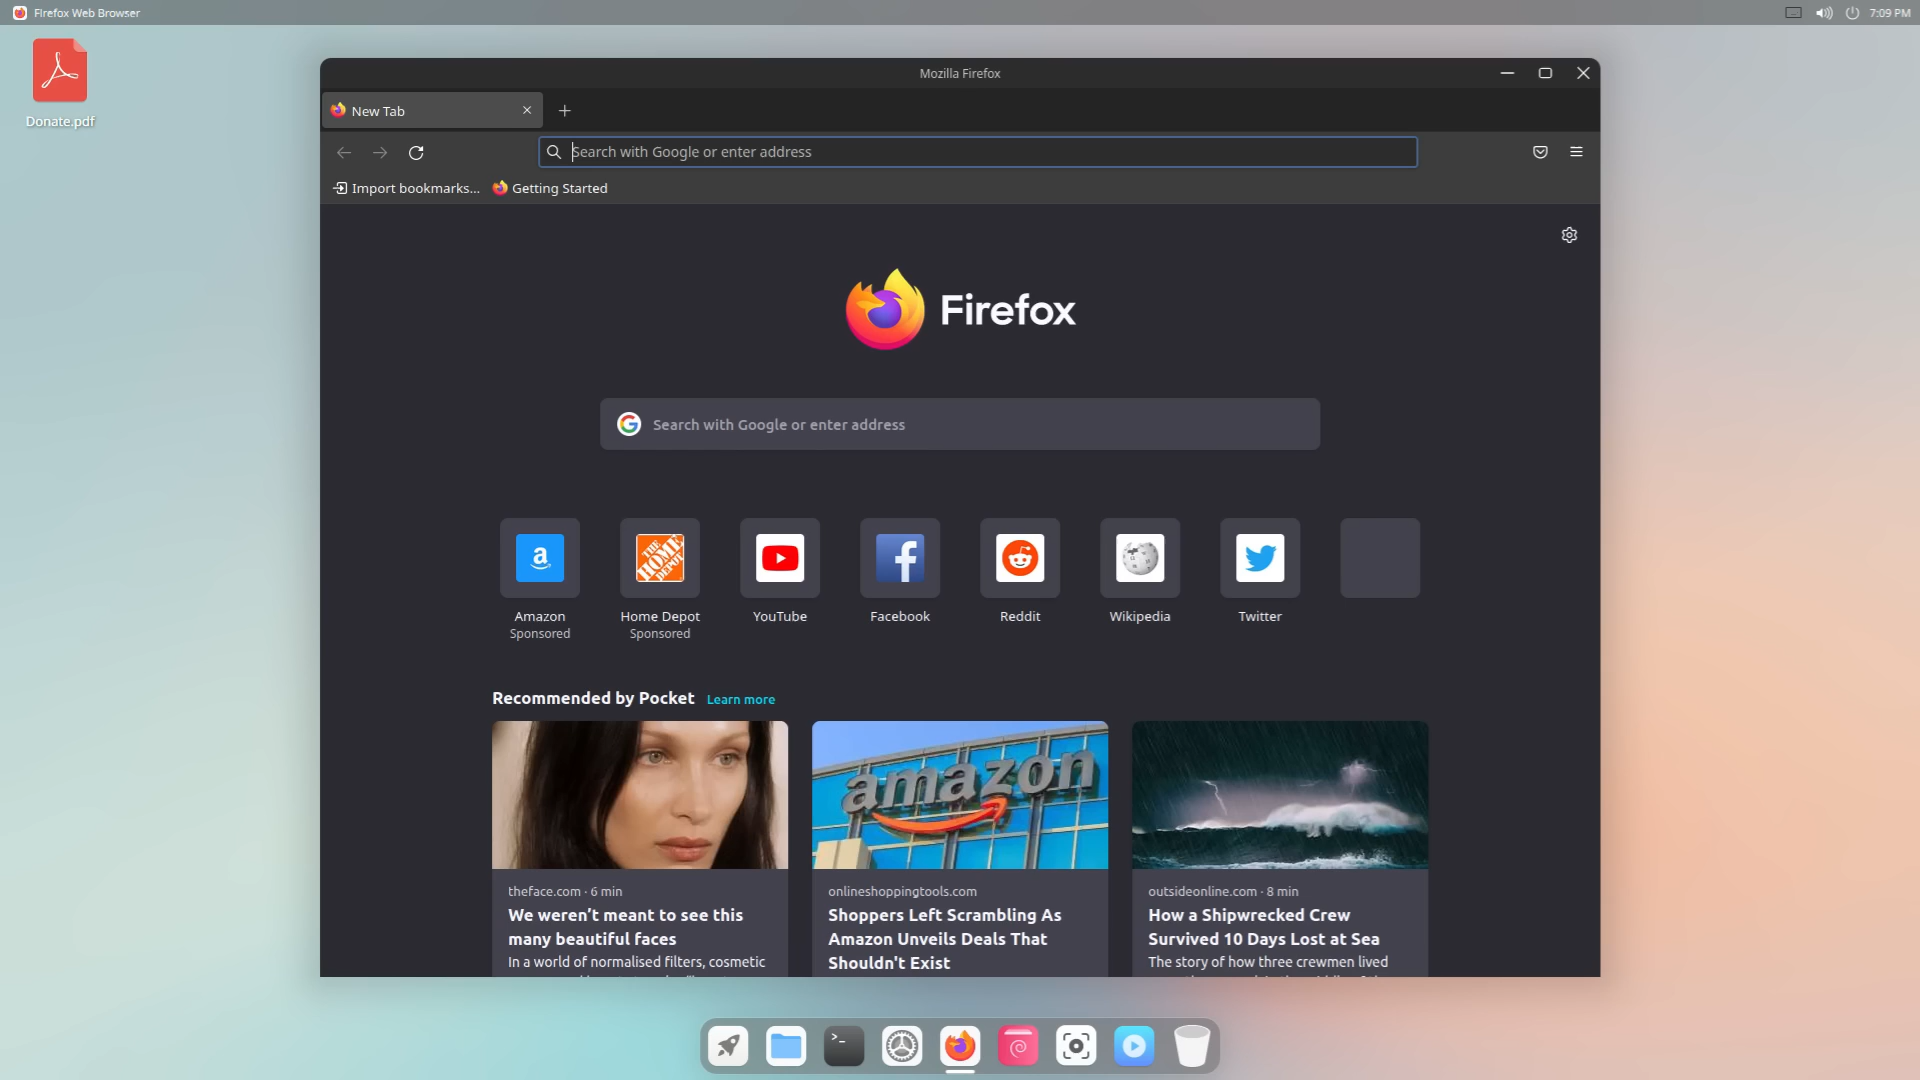 Firefox Web Browser
7:09 PM
Donate.pdf
Mozilla Firefox
New Tab
Search with Google or enter address
Import bookmarks...
Getting Started
Firefox
Search with Google or enter address
a
THE HOME DEPOT
f
Amazon
Home Depot
YouTube
Facebook
Reddit
Wikipedia
Twitter
Sponsored
Sponsored
Recommended by Pocket
Learn more
amazon
theface.com · 6 min
We weren’t meant to see this
many beautiful faces
In a world of normalised filters, cosmetic
onlineshoppingtools.com
Shoppers Left Scrambling As
Amazon Unveils Deals That
Shouldn't Exist
outsideonline.com · 8 min
How a Shipwrecked Crew
Survived 10 Days Lost at Sea
The story of how three crewmen lived
>_